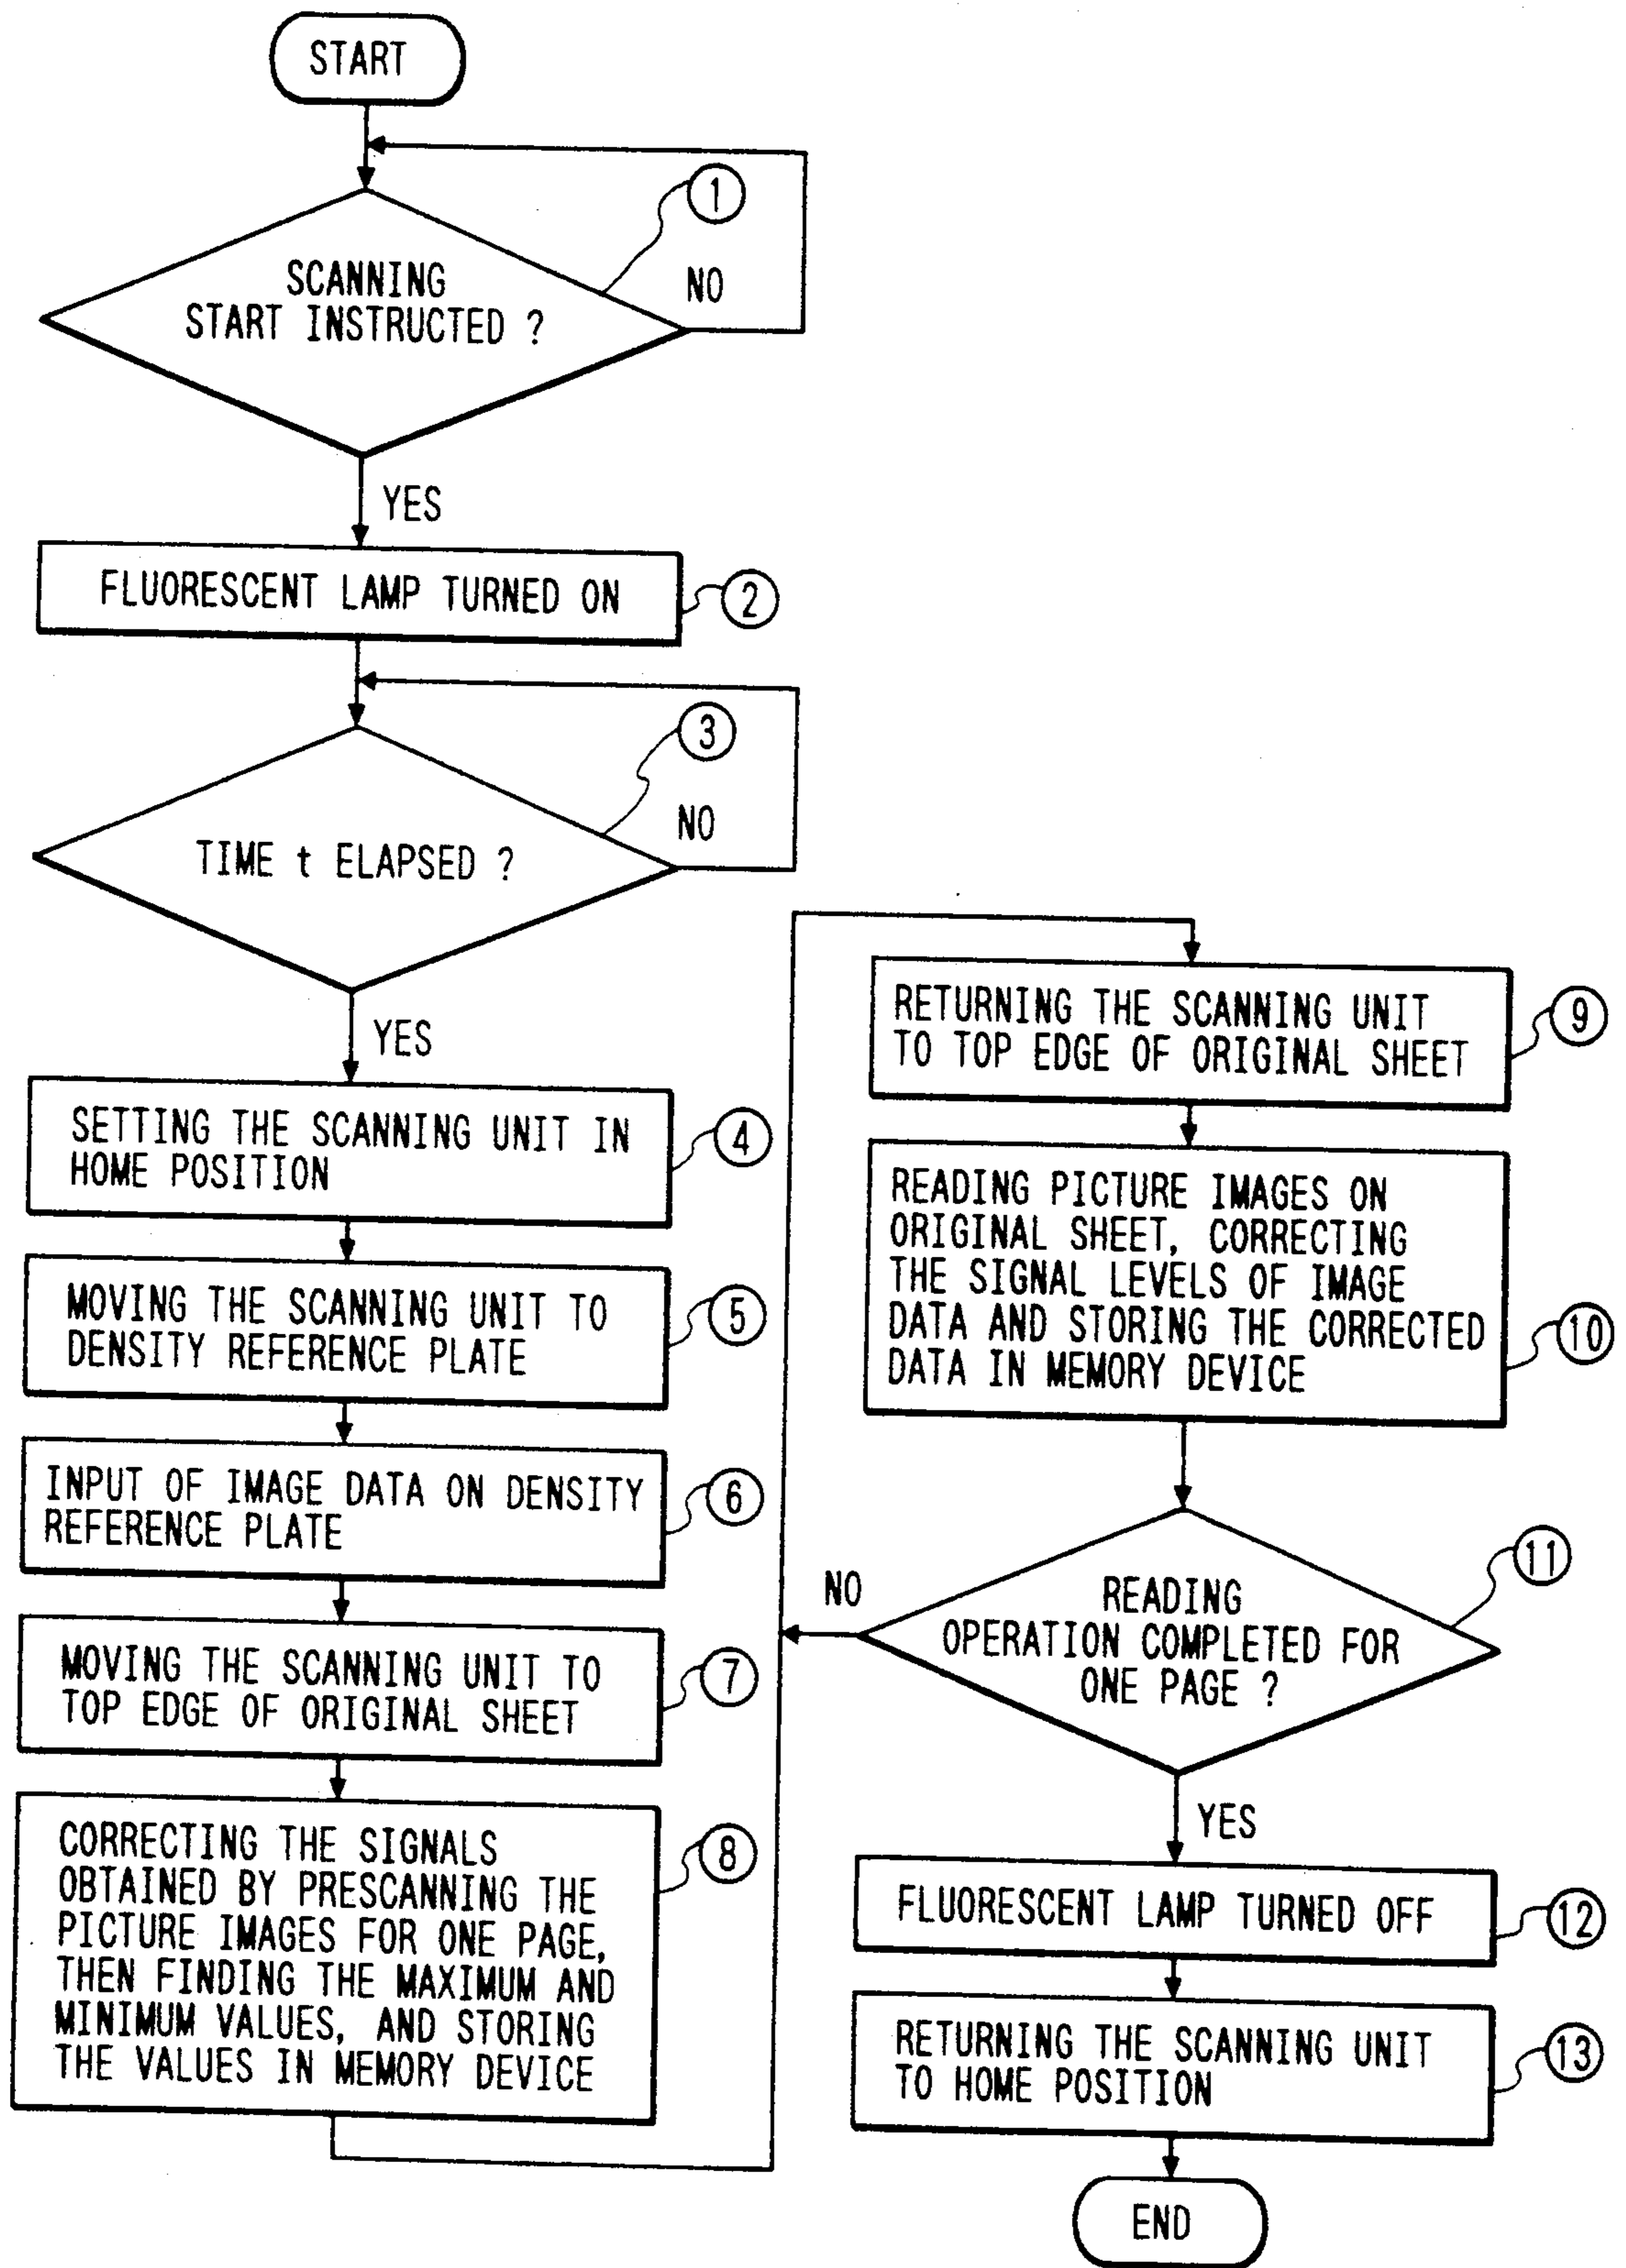 START
①
SCANNING
START INSTRUCTED ?
NO
YES
FLUORESCENT LAMP TURNED ON
②
③
TIME t ELAPSED ?
NO
YES
SETTING THE SCANNING UNIT IN
HOME POSITION
④
MOVING THE SCANNING UNIT TO
DENSITY REFERENCE PLATE
⑤
INPUT OF IMAGE DATA ON DENSITY
REFERENCE PLATE
⑥
MOVING THE SCANNING UNIT TO
TOP EDGE OF ORIGINAL SHEET
⑦
CORRECTING THE SIGNALS
OBTAINED BY PRESCANNING THE
PICTURE IMAGES FOR ONE PAGE,
THEN FINDING THE MAXIMUM AND
MINIMUM VALUES, AND STORING
THE VALUES IN MEMORY DEVICE
⑧
RETURNING THE SCANNING UNIT
TO TOP EDGE OF ORIGINAL SHEET
⑨
READING PICTURE IMAGES ON
ORIGINAL SHEET, CORRECTING
THE SIGNAL LEVELS OF IMAGE
DATA AND STORING THE CORRECTED
DATA IN MEMORY DEVICE
⑩
⑪
NO
READING
OPERATION COMPLETED FOR
ONE PAGE ?
YES
FLUORESCENT LAMP TURNED OFF
⑫
RETURNING THE SCANNING UNIT
TO HOME POSITION
⑬
END